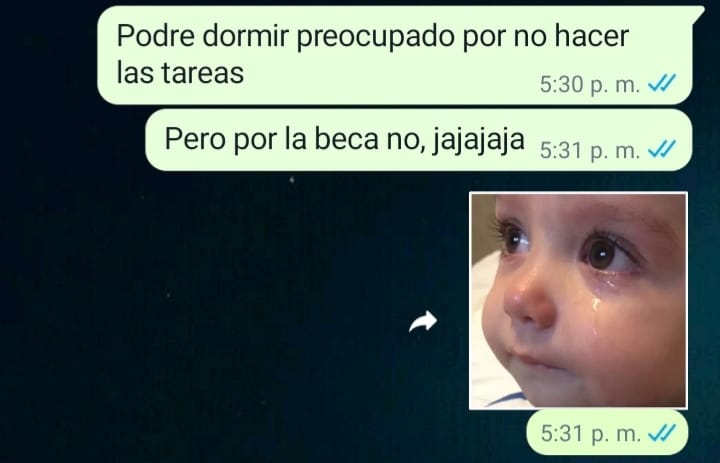 Podre dormir preocupado por no hacer
las tareas
5:30 p. m.
Pero por la beca no, jajajaja
5:31 p. m.
5:31 p. m.